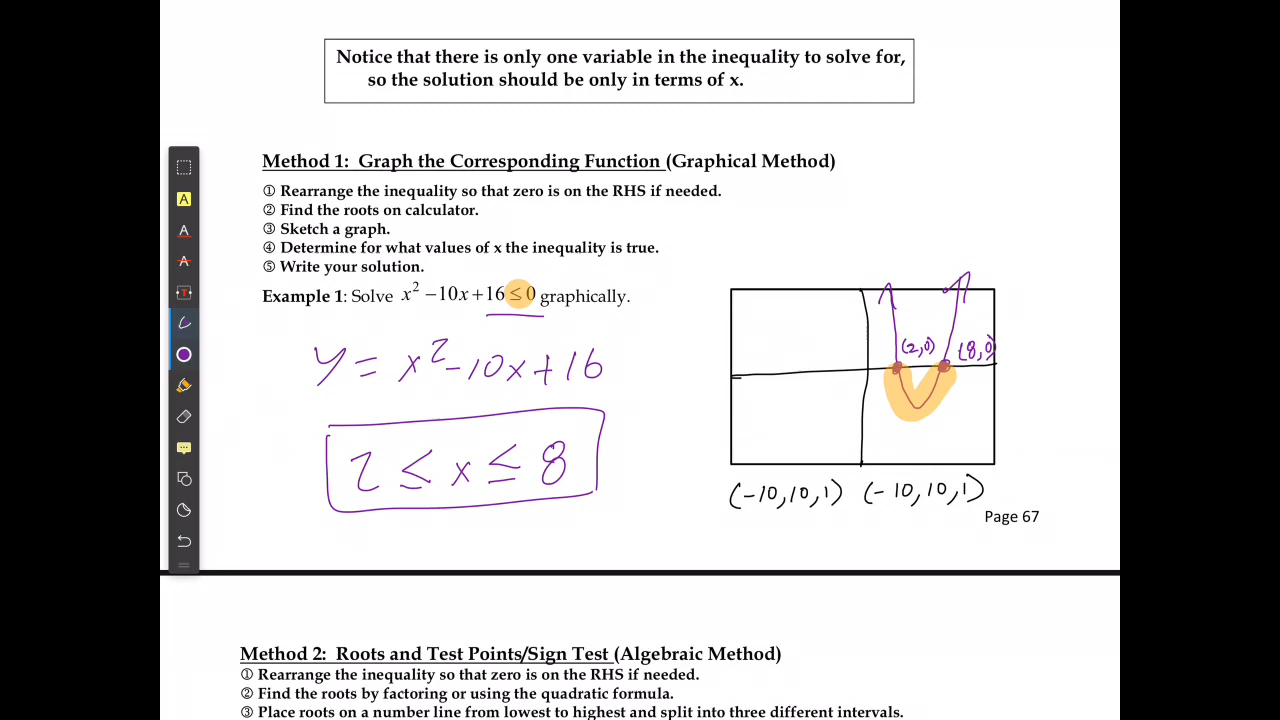 Notice that there is only one variable in the inequality to solve for,
so the solution should be only in terms of x.
Method 1: Graph the Corresponding Function (Graphical Method)
① Rearrange the inequality so that zero is on the RHS if needed.
② Find the roots on calculator.
③ Sketch a graph.
④ Determine for what values of x the inequality is true.
⑤ Write your solution.
Example 1: Solve x² − 10x + 16 ≤ 0 graphically.
y = x² - 10x + 16
(2,0) (8,0)
2 ≤ x ≤ 8
(-10,10,1) (-10,10,1)
Page 67
Method 2: Roots and Test Points/Sign Test (Algebraic Method)
① Rearrange the inequality so that zero is on the RHS if needed.
② Find the roots by factoring or using the quadratic formula.
③ Place roots on a number line from lowest to highest and split into three different intervals.
A
A
A
T